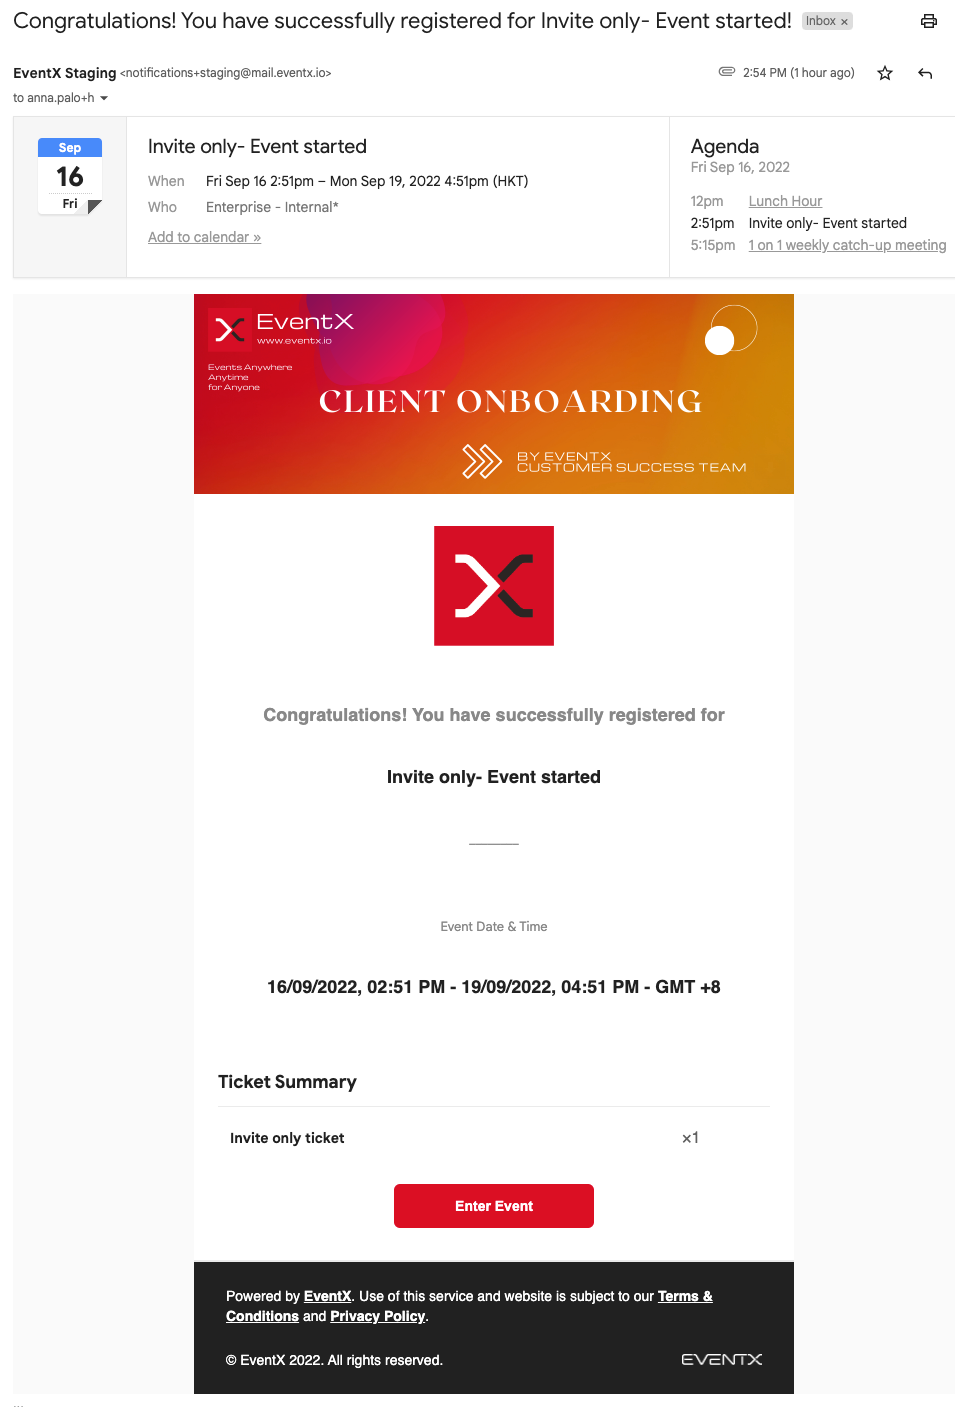 Congratulations! You have successfully registered for Invite only- Event started! Inbox ×
EventX Staging <notifications+staging@mail.eventx.io>
2:54 PM (1 hour ago)
to anna.palo+h
Sep
16
Fri
Invite only- Event started
When Fri Sep 16 2:51pm – Mon Sep 19, 2022 4:51pm (HKT)
Who Enterprise - Internal*
Add to calendar »
Agenda
Fri Sep 16, 2022
12pm Lunch Hour
2:51pm Invite only- Event started
5:15pm 1 on 1 weekly catch-up meeting
EventX
www.eventx.io
Events Anywhere
Anytime
for Anyone
CLIENT ONBOARDING
BY EVENTX
CUSTOMER SUCCESS TEAM
Congratulations! You have successfully registered for
Invite only- Event started
Event Date & Time
16/09/2022, 02:51 PM - 19/09/2022, 04:51 PM - GMT +8
Ticket Summary
Invite only ticket ×1
Enter Event
Powered by EventX. Use of this service and website is subject to our Terms &
Conditions and Privacy Policy.
© EventX 2022. All rights reserved.
EVENTX